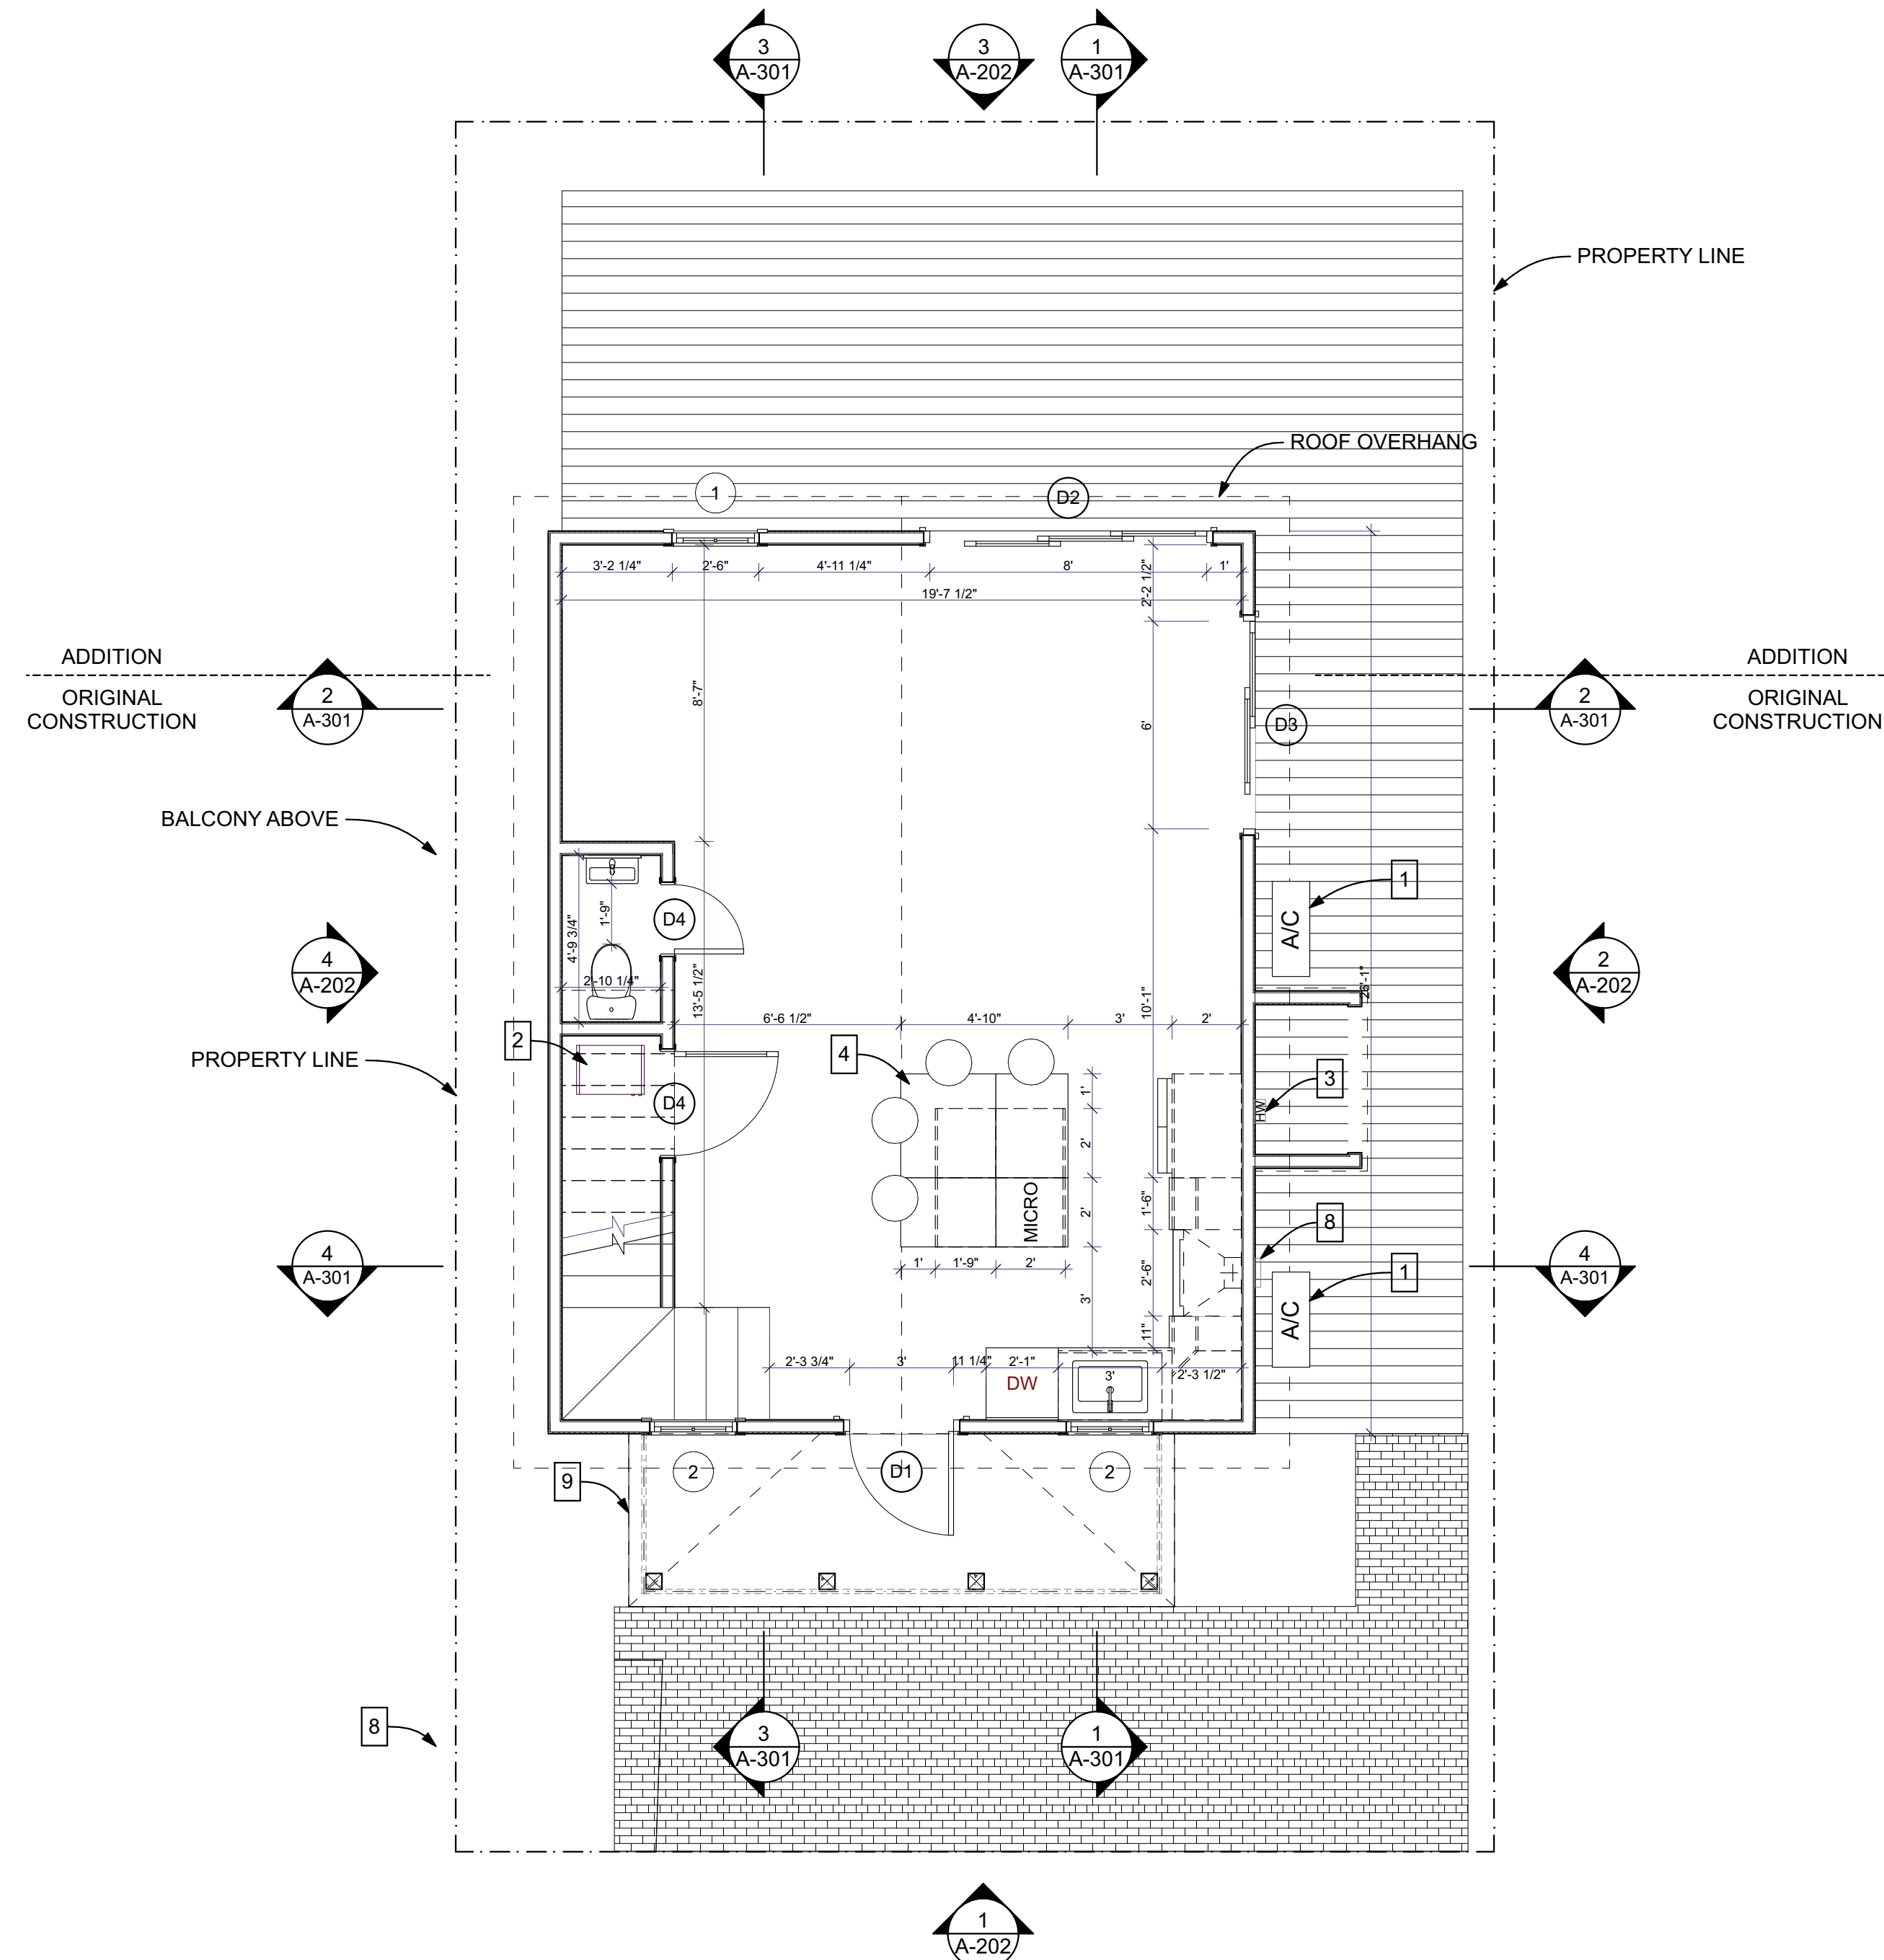 3
A-301
3
A-202
1
A-301
PROPERTY LINE
ROOF OVERHANG
1
D2
3'-2 1/4"
2'-6"
4'-11 1/4"
8'
1'
2'-2 1/2"
19'-7 1/2"
ADDITION
ORIGINAL
CONSTRUCTION
2
A-301
8'-7"
6'
D3
ADDITION
ORIGINAL
CONSTRUCTION
2
A-301
BALCONY ABOVE
1
A/C
D4
1'-9"
4'-9 3/4"
4
A-202
2'-10 1/4"
13'-5 1/2"
10'-1"
26'-1"
2
A-202
6'-6 1/2"
4'-10"
3'
2'
2
4
PROPERTY LINE
D4
1'
2'
3
HW
MICRO
2'
1'-6"
8
4
A-301
1'
1'-9"
2'
3'
2'-6"
1
A/C
4
A-301
11"
2'-3 3/4"
3'
11 1/4"
2'-1"
3'
2'-3 1/2"
DW
9
2
D1
2
8
3
A-301
1
A-301
1
A-202